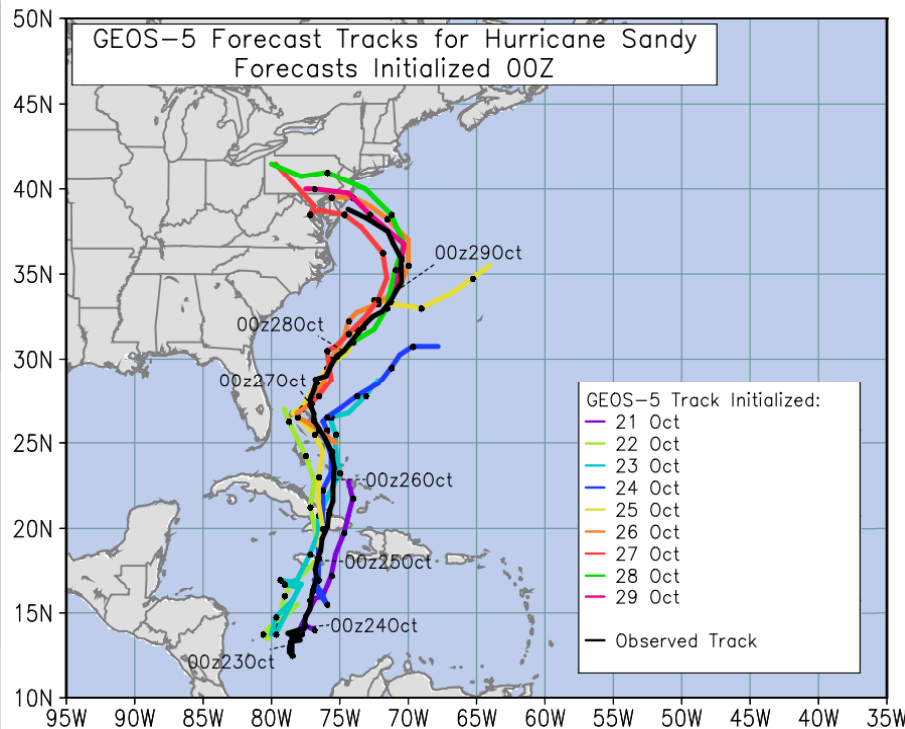 GEOS-5 Forecast Tracks for Hurricane Sandy
Forecasts Initialized 00Z
50N
45N
40N
35N
30N
25N
20N
15N
10N
00z29Oct
00z28Oct
00z27Oct
00z26Oct
00z25Oct
00z24Oct
00z23Oct
GEOS-5 Track Initialized:
21 Oct
22 Oct
23 Oct
24 Oct
25 Oct
26 Oct
27 Oct
28 Oct
29 Oct
Observed Track
95W 90W 85W 80W 75W 70W 65W 60W 55W 50W 45W 40W 35W